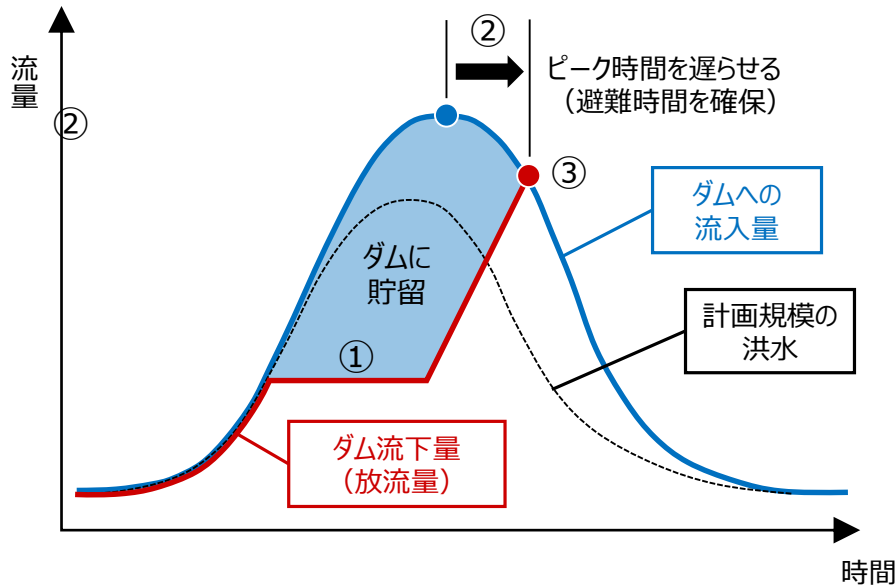 流
量
②
②
ピーク時間を遅らせる
（避難時間を確保）
③
ダムへの
流入量
ダムに
貯留
計画規模の
洪水
①
ダム流下量
（放流量）
時間